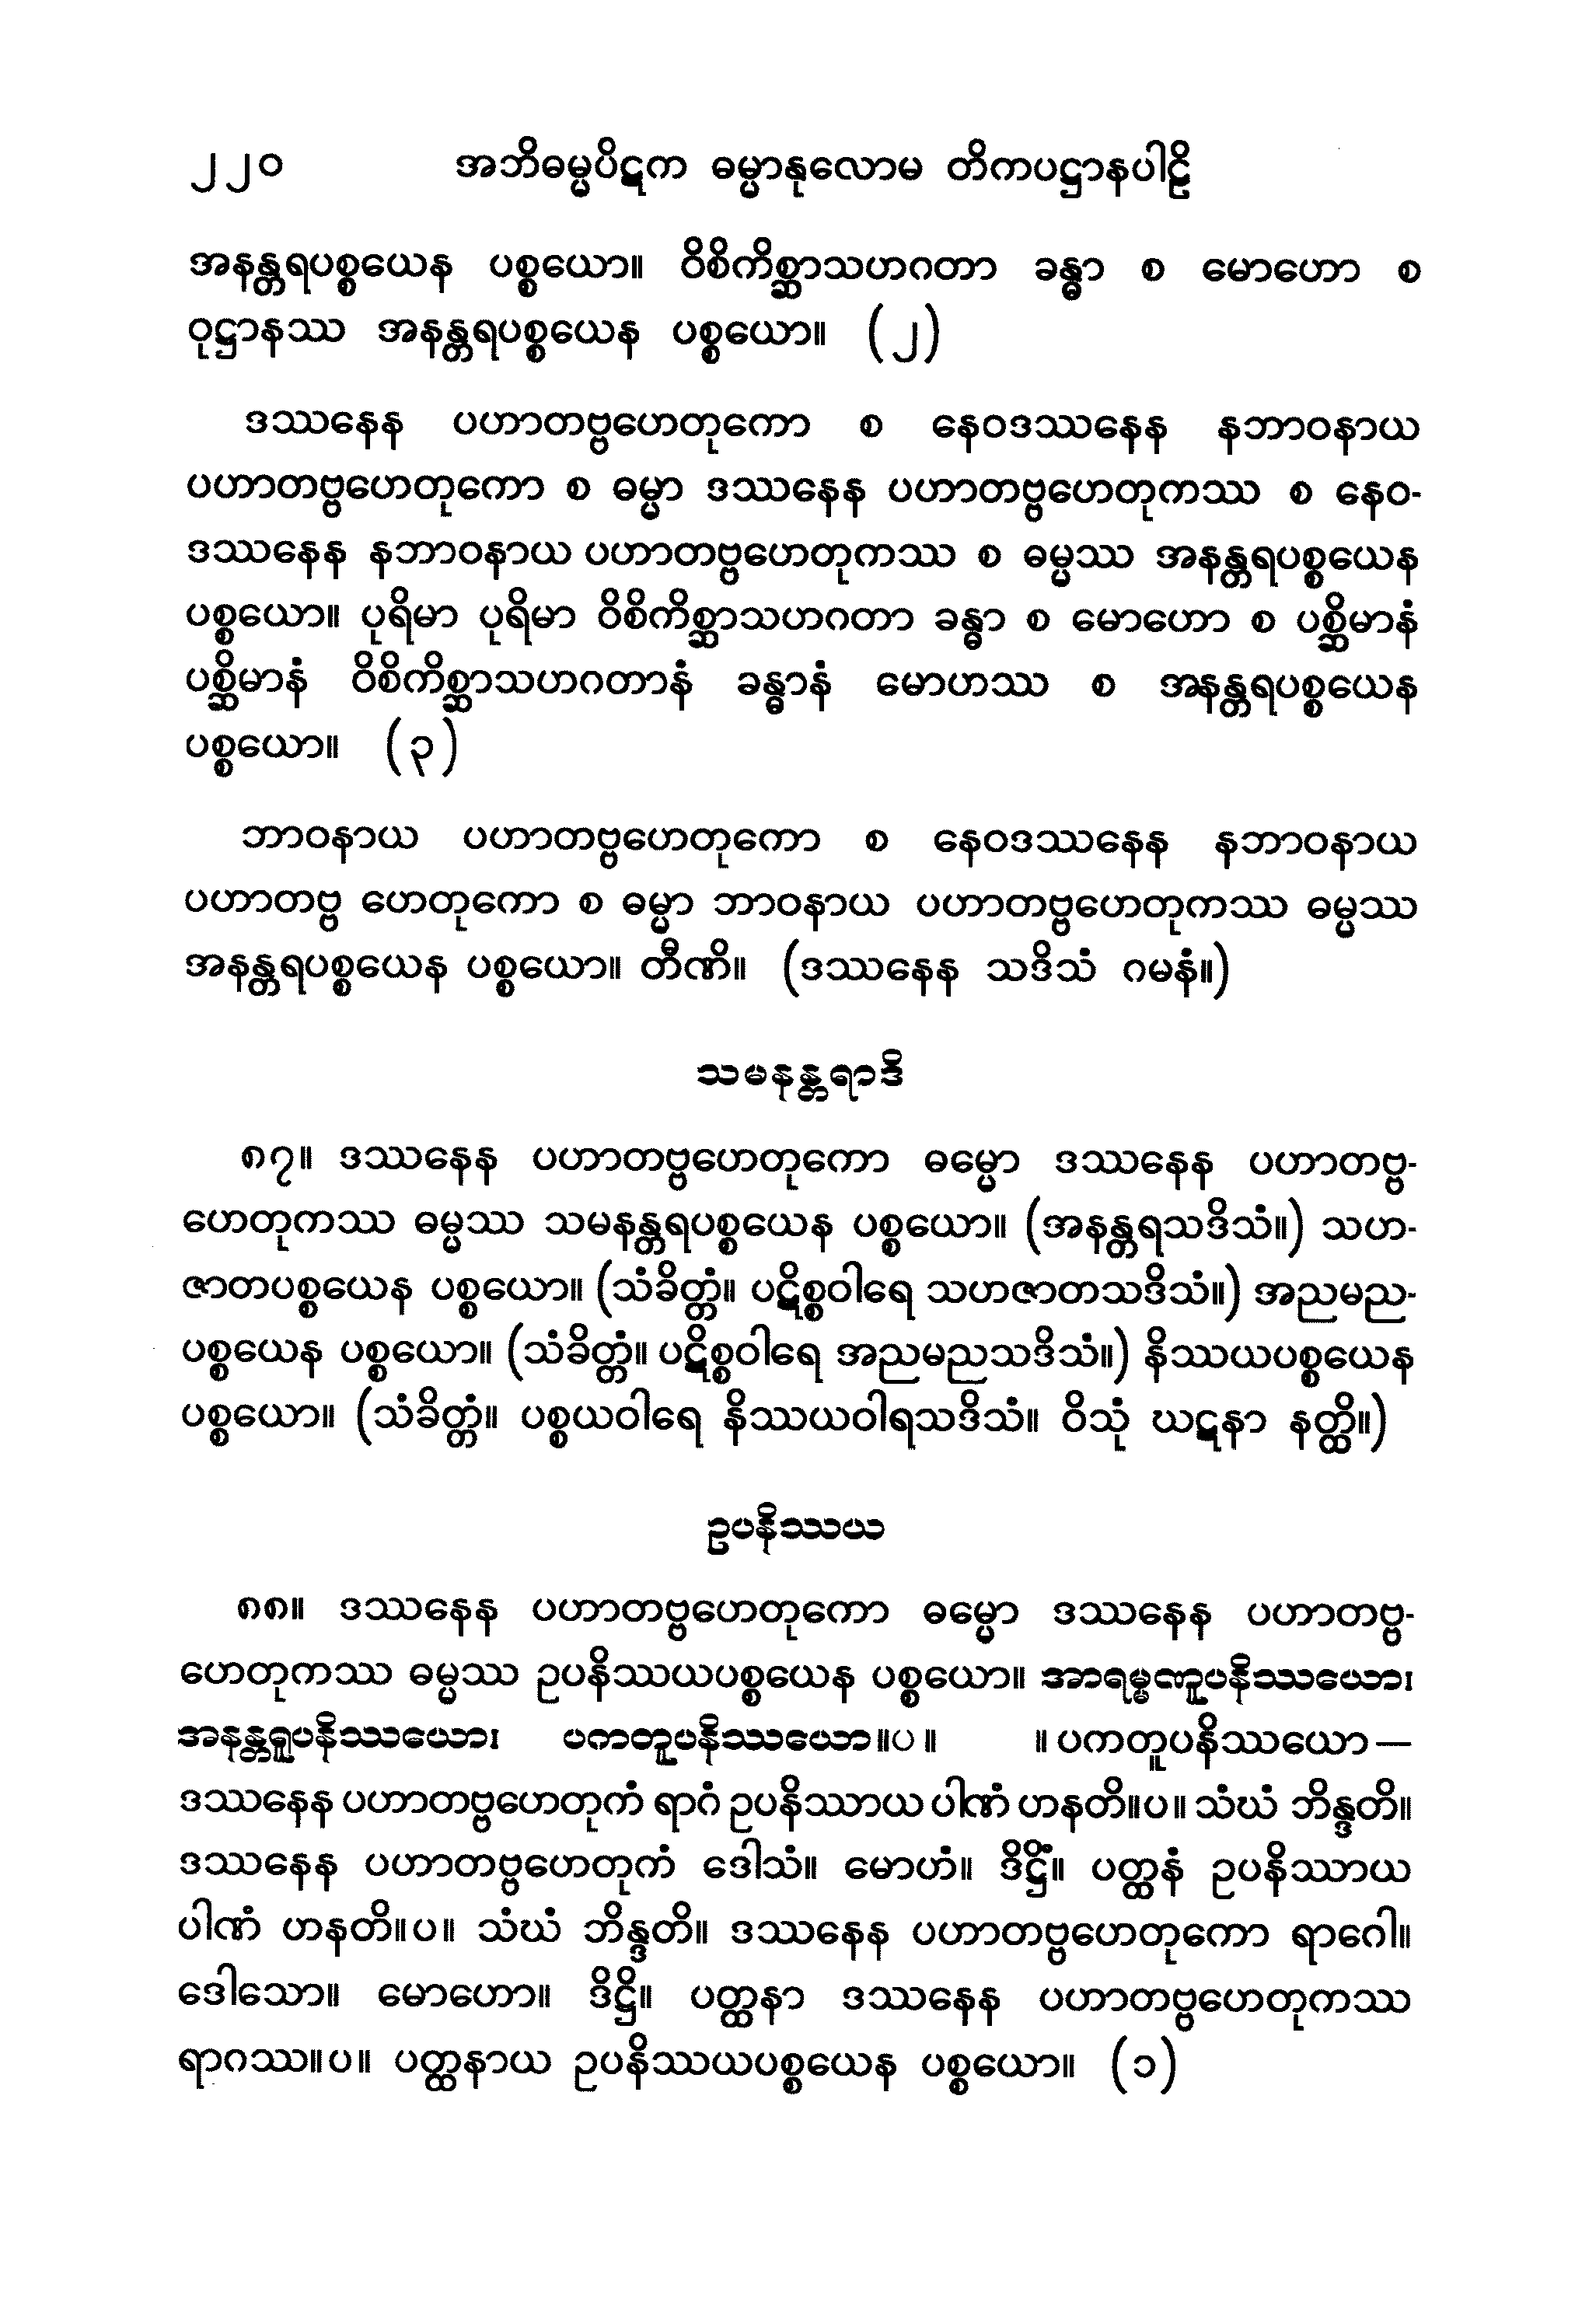 ၂၂၀ အဘိဓမ္မပိဋက ဓမ္မာနုလောမ တိကပဋ္ဌာနပါဠိ
အနန္တရပစ္စယေန ပစ္စယော။ ဝိစိကိစ္ဆာသဟဂတာ ခန္ဓာ စ မောဟော စ
ဝုဋ္ဌာနဿ အနန္တရပစ္စယေန ပစ္စယော။ (၂)
ဒဿနေန ပဟာတဗ္ဗဟေတုကော စ နေဝဒဿနေန နဘာဝနာယ
ပဟာတဗ္ဗဟေတုကော စ ဓမ္မာ ဒဿနေန ပဟာတဗ္ဗဟေတုကဿ စ နေဝ-
ဒဿနေန နဘာဝနာယ ပဟာတဗ္ဗဟေတုကဿ စ ဓမ္မဿ အနန္တရပစ္စယေန
ပစ္စယော။ ပုရိမာ ပုရိမာ ဝိစိကိစ္ဆာသဟဂတာ ခန္ဓာ စ မောဟော စ ပစ္ဆိမာနံ
ပစ္ဆိမာနံ ဝိစိကိစ္ဆာသဟဂတာနံ ခန္ဓာနံ မောဟဿ စ အနန္တရပစ္စယေန
ပစ္စယော။ (၃)
ဘာဝနာယ ပဟာတဗ္ဗဟေတုကော စ နေဝဒဿနေန နဘာဝနာယ
ပဟာတဗ္ဗ ဟေတုကော စ ဓမ္မာ ဘာဝနာယ ပဟာတဗ္ဗဟေတုကဿ ဓမ္မဿ
အနန္တရပစ္စယေန ပစ္စယော။ တီဏိ။ (ဒဿနေန သဒိသံ ဂမနံ။)
သမနန္တရာဒိ
၈၇။ ဒဿနေန ပဟာတဗ္ဗဟေတုကော ဓမ္မော ဒဿနေန ပဟာတဗ္ဗ-
ဟေတုကဿ ဓမ္မဿ သမနန္တရပစ္စယေန ပစ္စယော။ (အနန္တရသဒိသံ။) သဟ-
ဇာတပစ္စယေန ပစ္စယော။ (သံခိတ္တံ။ ပဋိစ္စဝါရေ သဟဇာတသဒိသံ။) အညမည-
ပစ္စယေန ပစ္စယော။ (သံခိတ္တံ။ ပဋိစ္စဝါရေ အညမညသဒိသံ။) နိဿယပစ္စယေန
ပစ္စယော။ (သံခိတ္တံ။ ပစ္စယဝါရေ နိဿယဝါရသဒိသံ။ ဝိသုံ ဃဋနာ နတ္ထိ။)
ဥပနိဿယ
၈၈။ ဒဿနေန ပဟာတဗ္ဗဟေတုကော ဓမ္မော ဒဿနေန ပဟာတဗ္ဗ-
ဟေတုကဿ ဓမ္မဿ ဥပနိဿယပစ္စယေန ပစ္စယော။ အာရမ္မဏူပနိဿယော၊
အနန္တရူပနိဿယော၊ ပကတူပနိဿယော။ပ။ ။ပကတူပနိဿယော—
ဒဿနေန ပဟာတဗ္ဗဟေတုကံ ရာဂံ ဥပနိဿာယ ပါဏံ ဟနတိ။ပ။ သံဃံ ဘိန္ဒတိ။
ဒဿနေန ပဟာတဗ္ဗဟေတုကံ ဒေါသံ။ မောဟံ။ ဒိဋ္ဌိံ။ ပတ္ထနံ ဥပနိဿာယ
ပါဏံ ဟနတိ။ပ။ သံဃံ ဘိန္ဒတိ။ ဒဿနေန ပဟာတဗ္ဗဟေတုကော ရာဂေါ။
ဒေါသော။ မောဟော။ ဒိဋ္ဌိ။ ပတ္ထနာ ဒဿနေန ပဟာတဗ္ဗဟေတုကဿ
ရာဂဿ။ပ။ ပတ္ထနာယ ဥပနိဿယပစ္စယေန ပစ္စယော။ (၁)